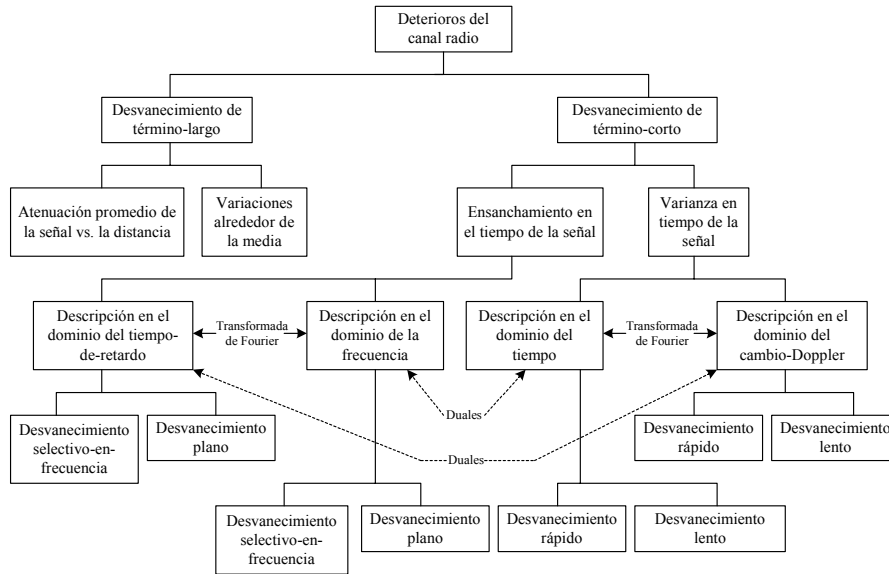 Deterioros del
canal radio
Desvanecimiento de
término-largo
Desvanecimiento de
término-corto
Atenuación promedio de
la señal vs. la distancia
Variaciones
alrededor de
la media
Ensanchamiento en
el tiempo de la señal
Varianza en
tiempo de la
señal
Descripción en el
dominio del tiempo-
de-retardo
Transformada
de Fourier
Descripción en el
dominio de la
frecuencia
Descripción en el
dominio del
tiempo
Transformada
de Fourier
Descripción en el
dominio del
cambio-Doppler
Duales
Duales
Desvanecimiento
selectivo-en-
frecuencia
Desvanecimiento
plano
Desvanecimiento
rápido
Desvanecimiento
lento
Desvanecimiento
selectivo-en-
frecuencia
Desvanecimiento
plano
Desvanecimiento
rápido
Desvanecimiento
lento